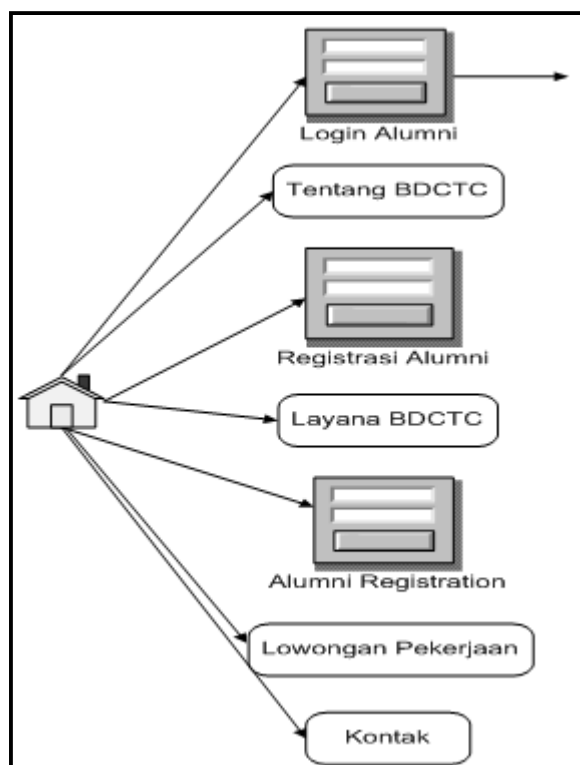 Login Alumni
Tentang BDCTC
Registrasi Alumni
Layana BDCTC
Alumni Registration
Lowongan Pekerjaan
Kontak